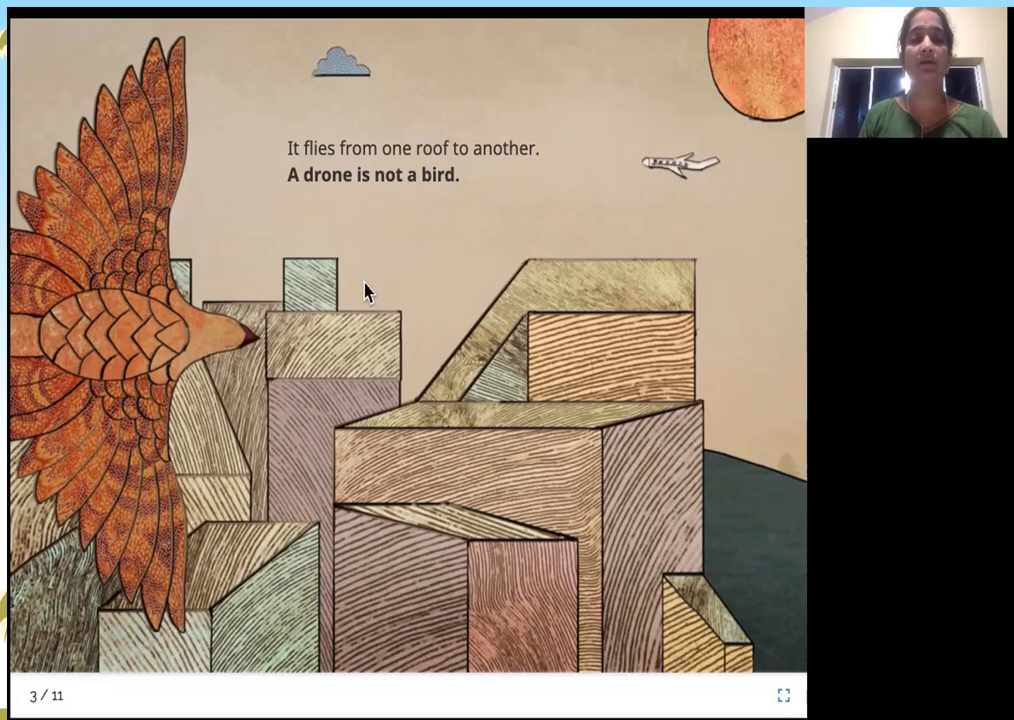 It flies from one roof to another.
A drone is not a bird.
3 / 11